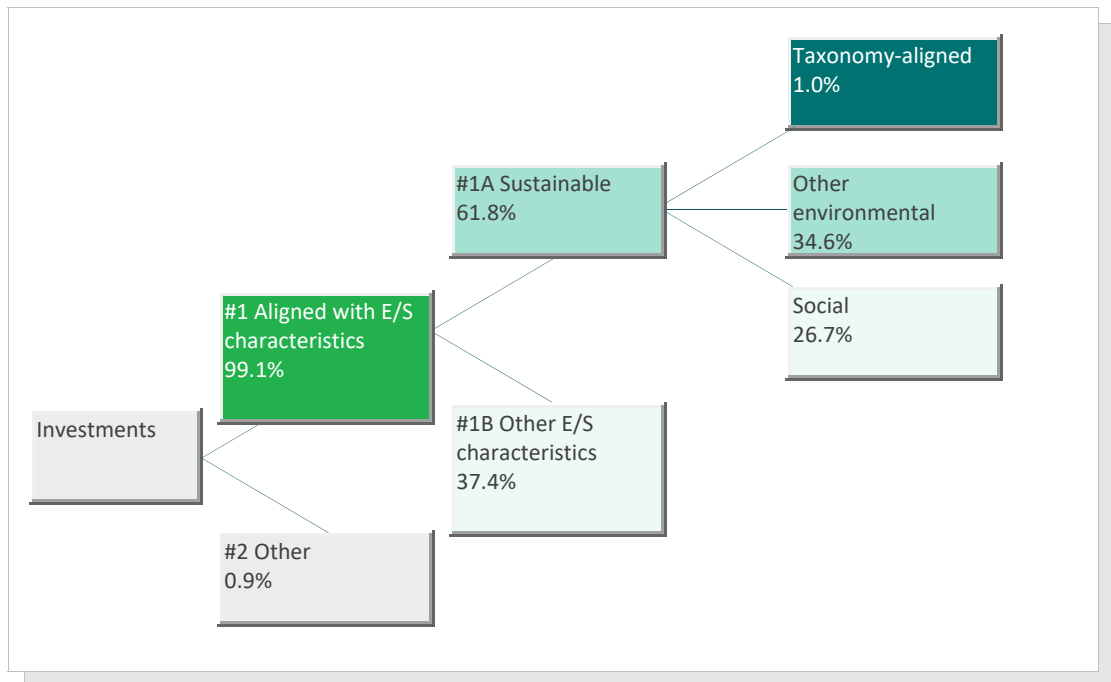 Taxonomy-aligned
1.0%
#1A Sustainable
61.8%
Other
environmental
34.6%
#1 Aligned with E/S
characteristics
99.1%
Social
26.7%
Investments
#1B Other E/S
characteristics
37.4%
#2 Other
0.9%